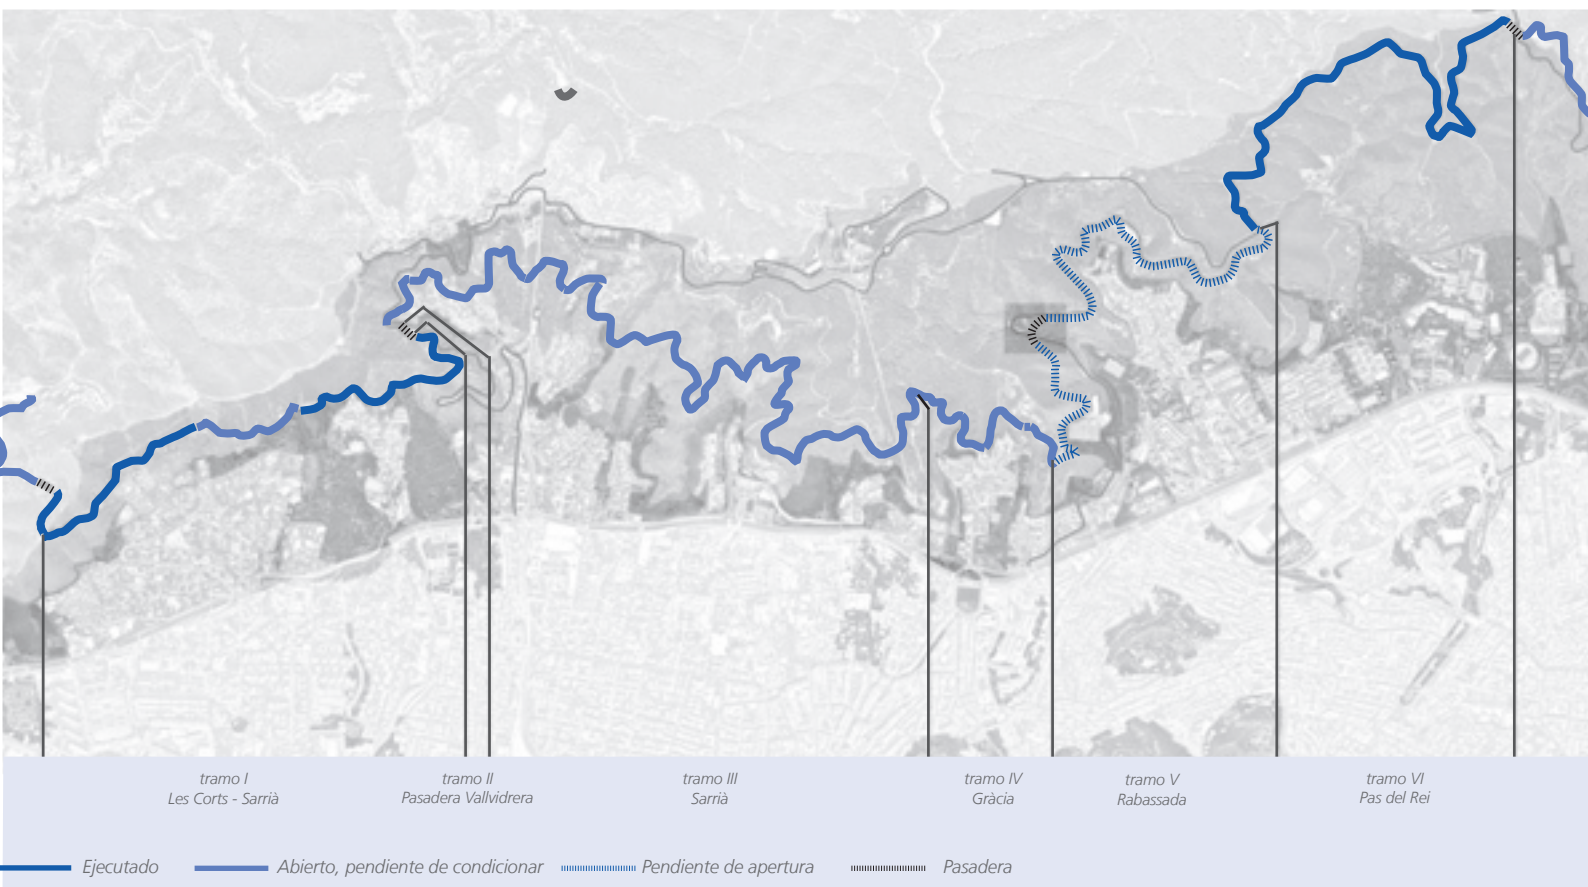 tramo I
Les Corts - Sarrià
tramo II
Pasadera Vallvidrera
tramo III
Sarrià
tramo IV
Gràcia
tramo V
Rabassada
tramo VI
Pas del Rei
Ejecutado
Abierto, pendiente de condicionar
Pendiente de apertura
Pasadera